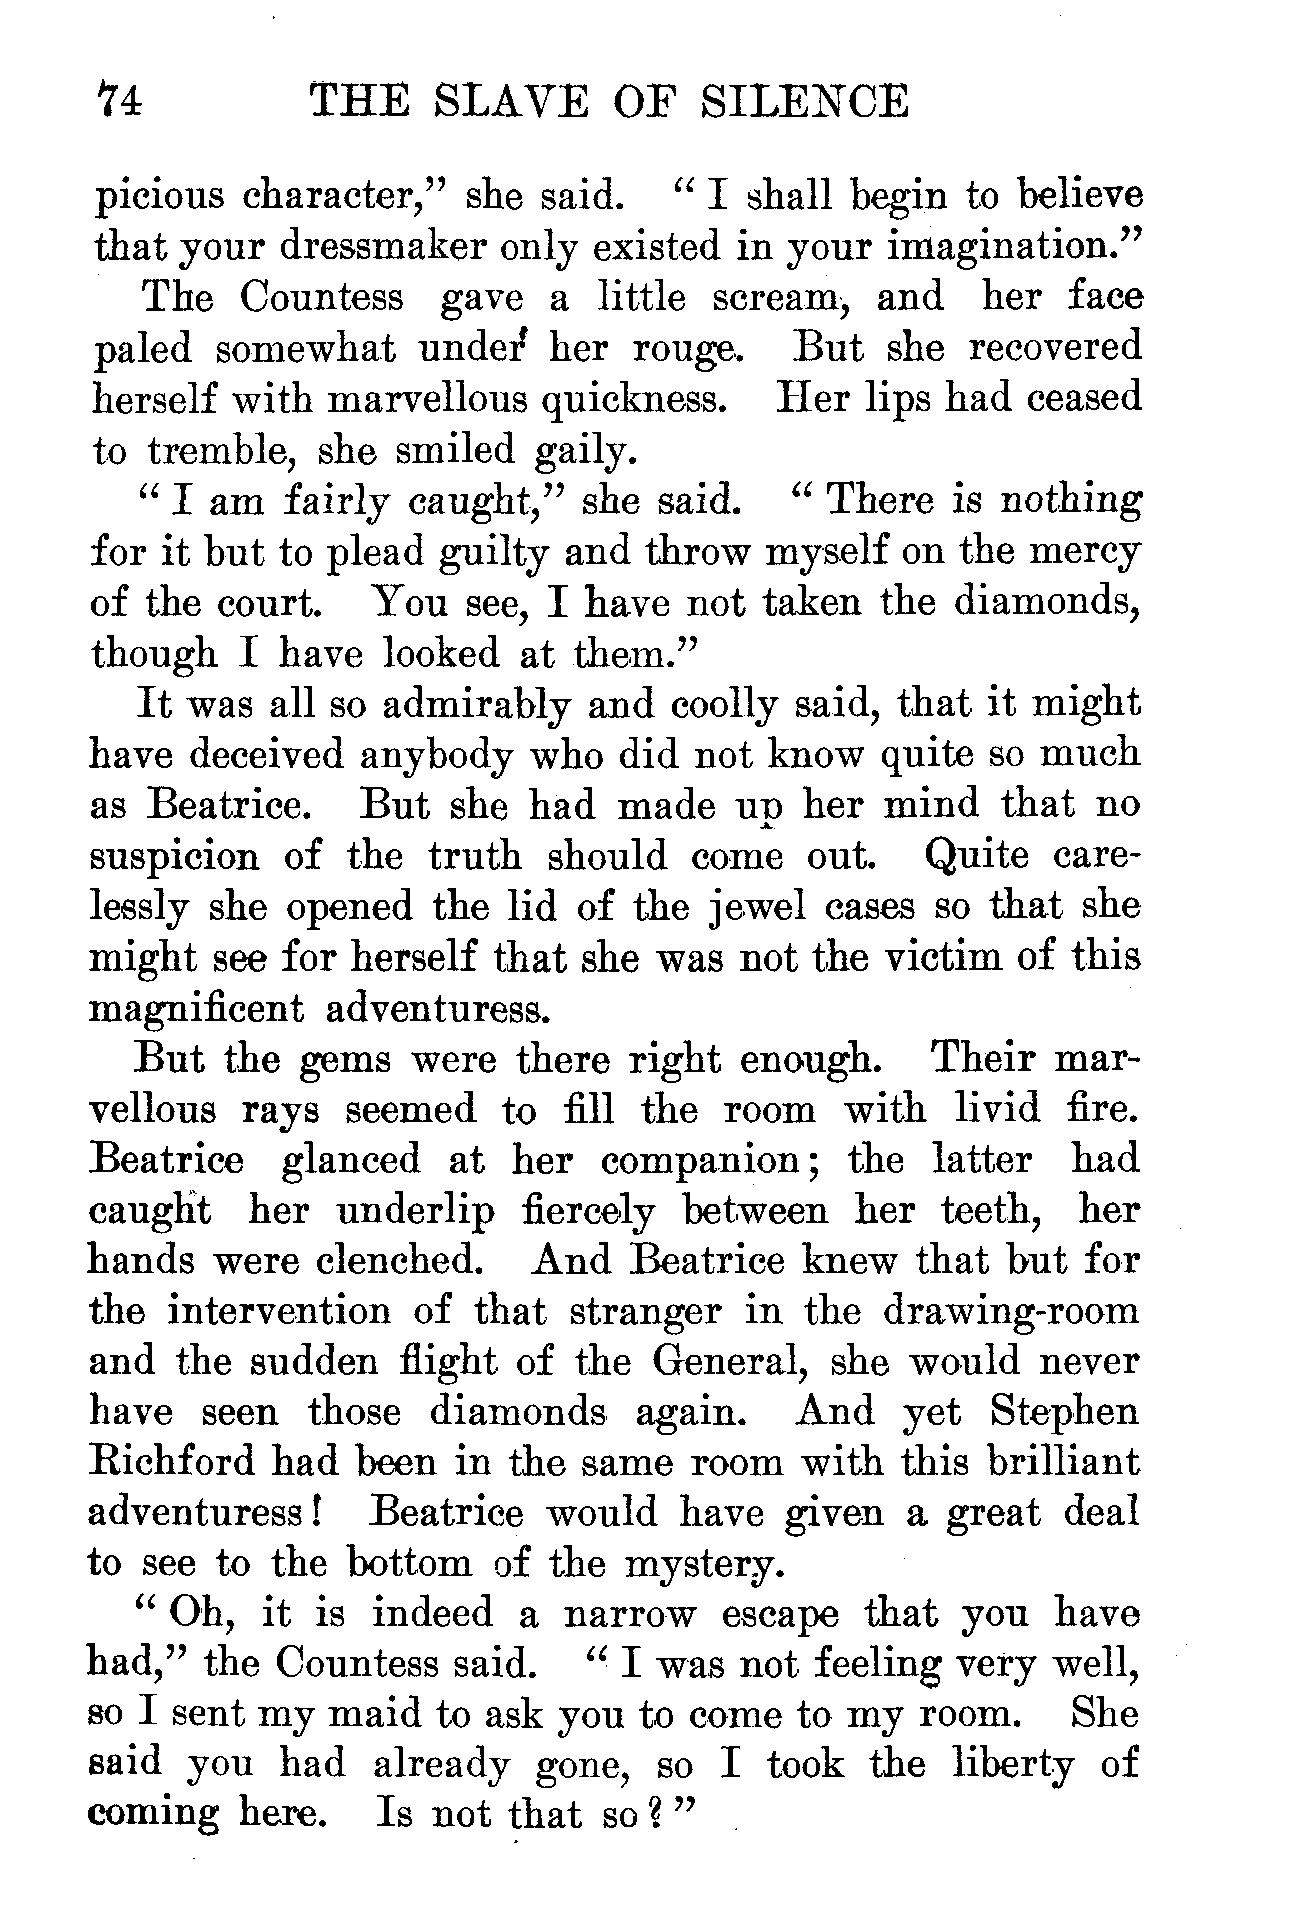 74 THE SLAVE OF SILENCE
picious character,” she said. “ I shall begin to believe
that your dressmaker only existed in your imagination.”
The Countess gave a little scream, and her face
paled somewhat under her rouge. But she recovered
herself with marvellous quickness. Her lips had ceased
to tremble, she smiled gaily.
“ I am fairly caught,” she said. “ There is nothing
for it but to plead guilty and throw myself on the mercy
of the court. You see, I have not taken the diamonds,
though I have looked at them.”
It was all so admirably and coolly said, that it might
have deceived anybody who did not know quite so much
as Beatrice. But she had made up her mind that no
suspicion of the truth should come out. Quite care-
lessly she opened the lid of the jewel cases so that she
might see for herself that she was not the victim of this
magnificent adventuress.
But the gems were there right enough. Their mar-
vellous rays seemed to fill the room with livid fire.
Beatrice glanced at her companion; the latter had
caught her underlip fiercely between her teeth, her
hands were clenched. And Beatrice knew that but for
the intervention of that stranger in the drawing-room
and the sudden flight of the General, she would never
have seen those diamonds again. And yet Stephen
Richford had been in the same room with this brilliant
adventuress! Beatrice would have given a great deal
to see to the bottom of the mystery.
“ Oh, it is indeed a narrow escape that you have
had,” the Countess said. “ I was not feeling very well,
so I sent my maid to ask you to come to my room. She
said you had already gone, so I took the liberty of
coming here. Is not that so? ”